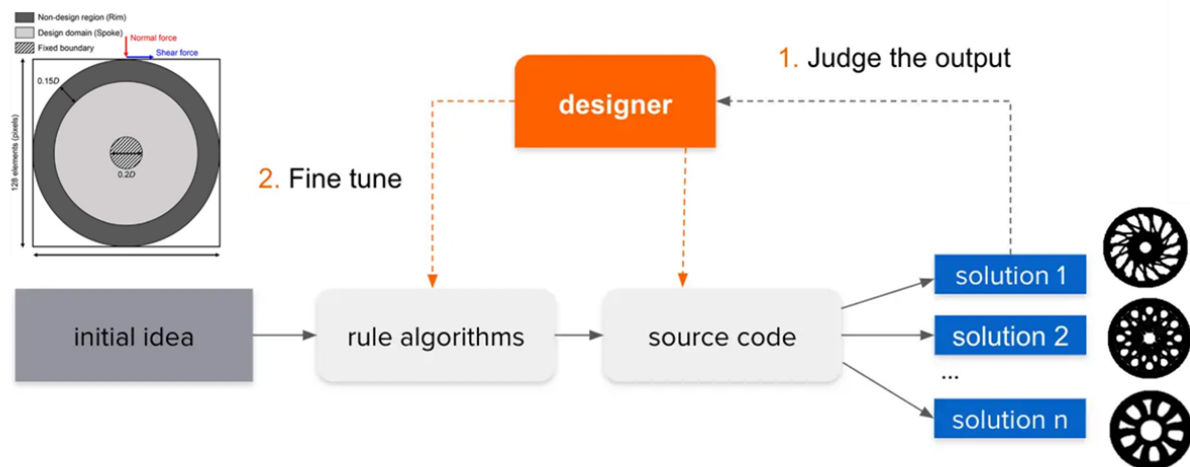 Non-design region (Rim)
Design domain (Spoke)
Fixed boundary
Normal force
Shear force
0.15D
0.2D
128 elements (pixels)
designer
1. Judge the output
2. Fine tune
initial idea
rule algorithms
source code
solution 1
solution 2
...
solution n